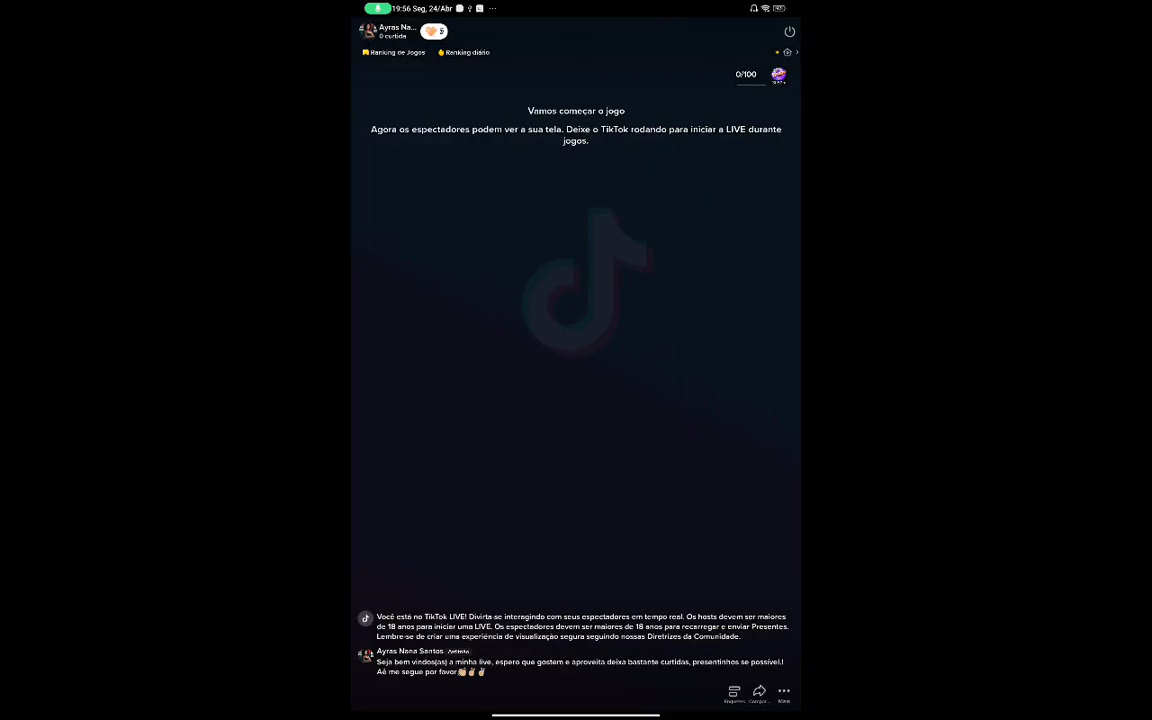 19:56 Seg, 24/Abr
Ayras Na...
0 curtida
Ranking de Jogos Ranking diário
0/100
Vamos começar o jogo
Agora os espectadores podem ver a sua tela. Deixe o TikTok rodando para iniciar a LIVE durante
jogos.
Você está no TikTok LIVE! Divirta-se interagindo com seus espectadores em tempo real. Os hosts devem ser maiores
de 18 anos para iniciar uma LIVE. Os espectadores devem ser maiores de 18 anos para recarregar e enviar Presentes.
Lembre-se de criar uma experiência de visualização segura seguindo nossas Diretrizes da Comunidade.
Ayras Nana Santos
Seja bem vindos(as) a minha live, espero que gostem e aproveita deixa bastante curtidas, presentinhos se possível.!
Aê me segue por favor👏🏼✌🏼✌🏼
Enquetes Compar... Mais